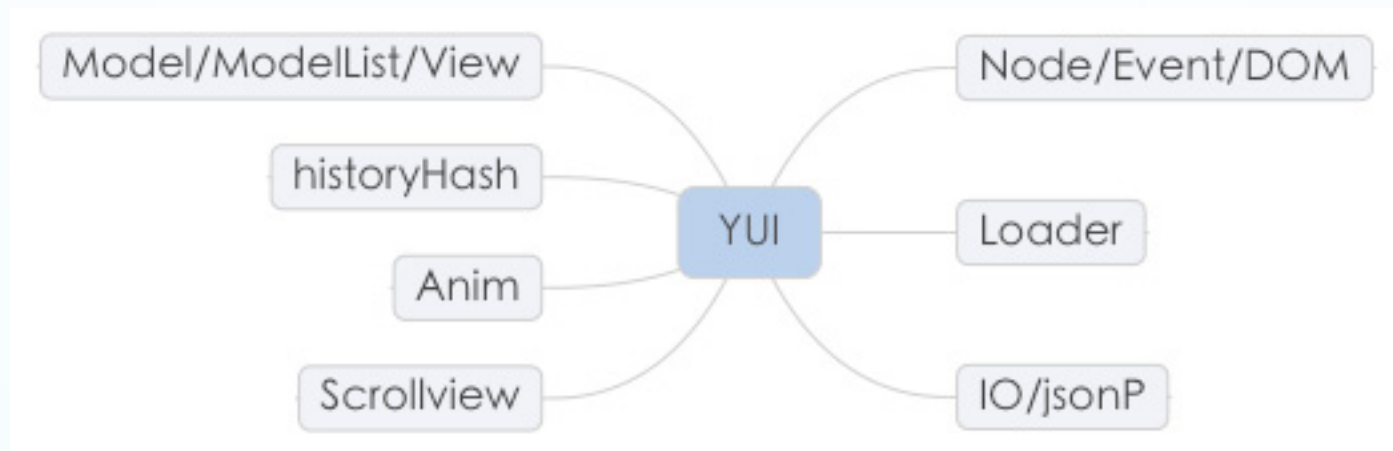 Model/ModelList/View
historyHash
Anim
Scrollview
YUI
Node/Event/DOM
Loader
IO/jsonP